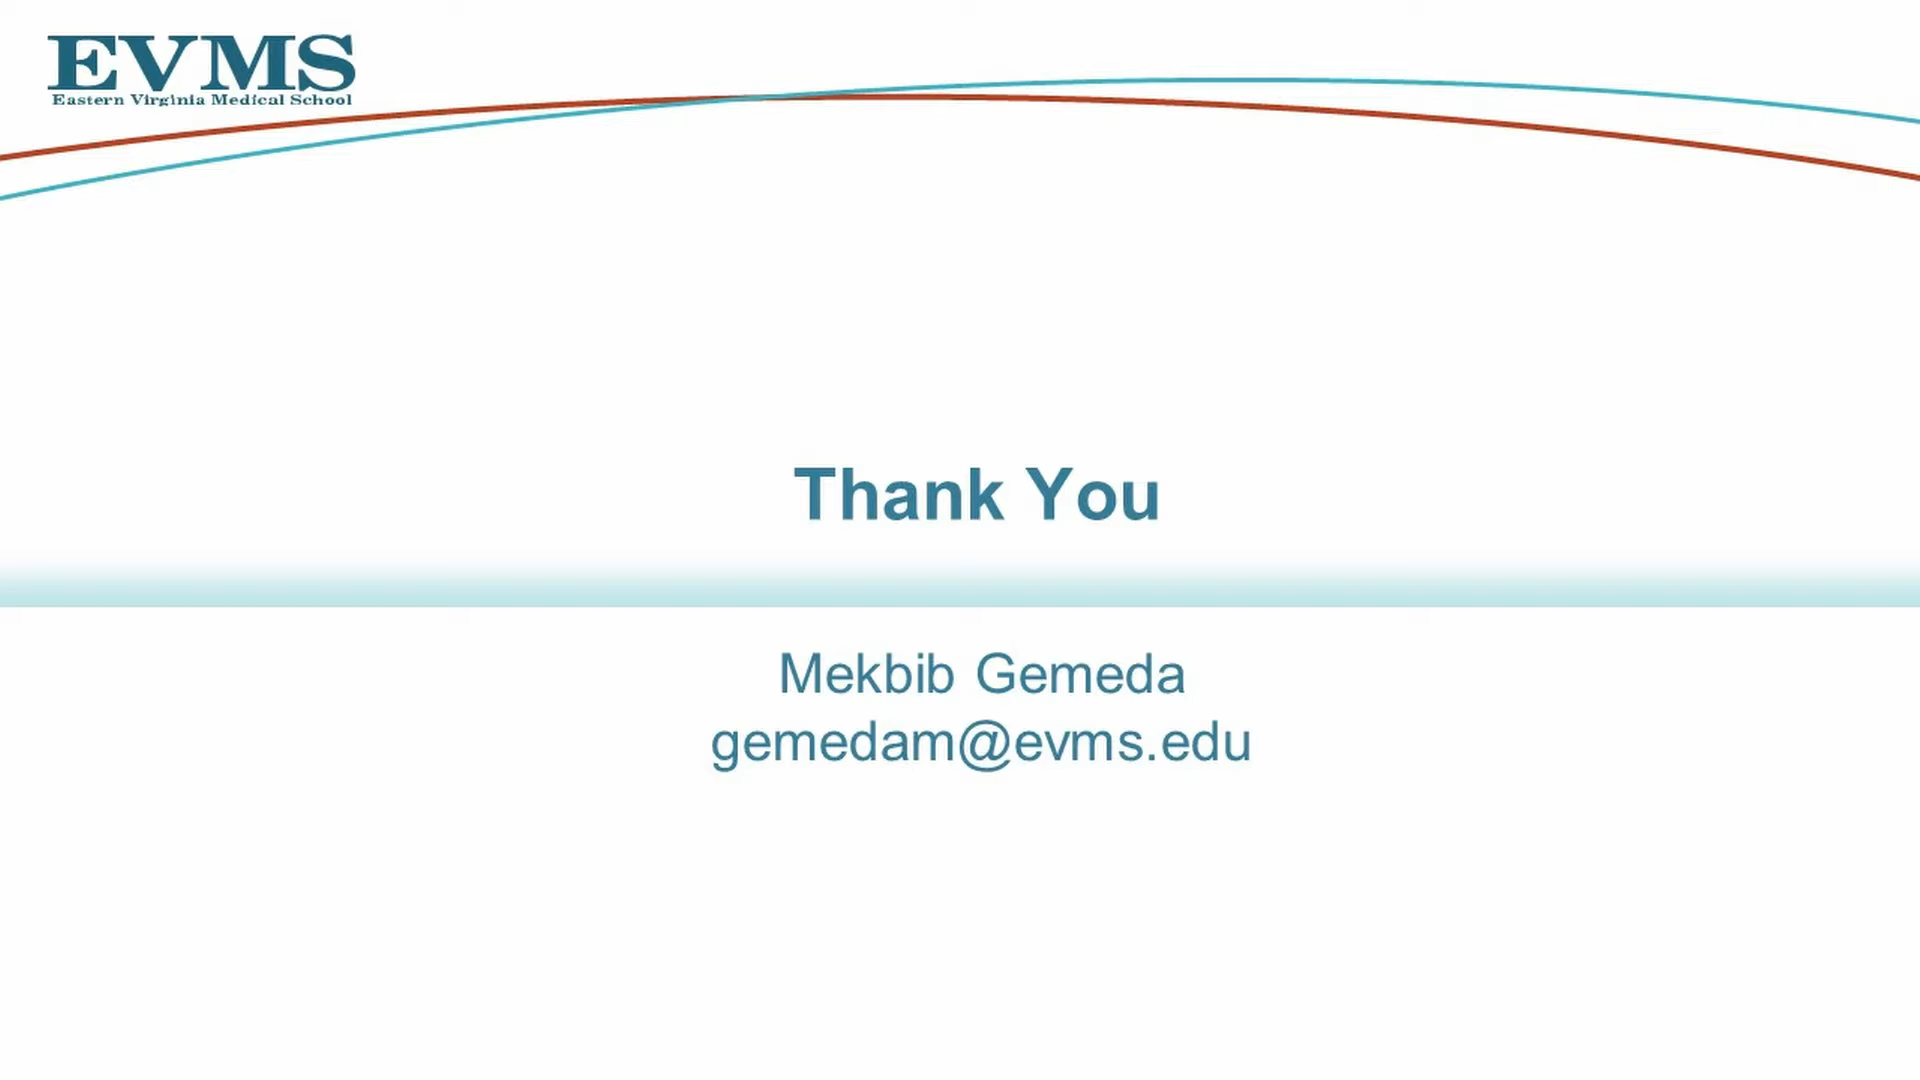 EVMS
Eastern Virginia Medical School
Thank You
Mekbib Gemeda
gemedam@evms.edu